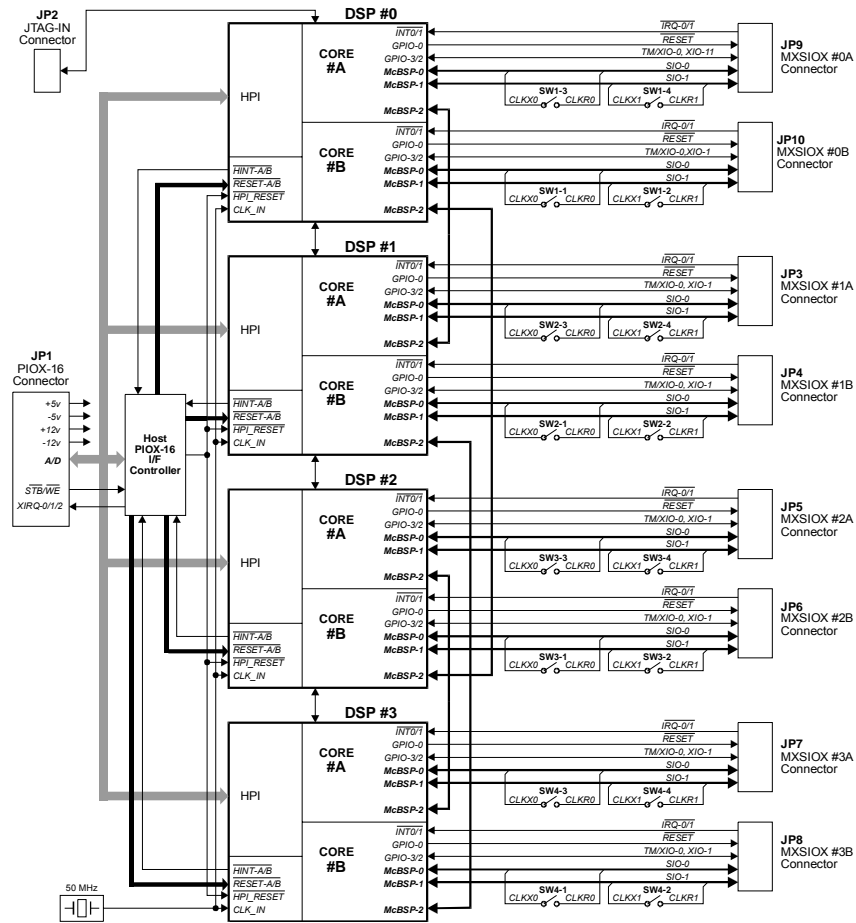 JP2
JTAG-IN
Connector
DSP #0
HPI
CORE
#A
INT0/1
GPIO-0
GPIO-3/2
McBSP-0
McBSP-1
McBSP-2
CORE
#B
INT0/1
GPIO-0
GPIO-3/2
McBSP-0
McBSP-1
McBSP-2
HINT-A/B
RESET-A/B
HPI_RESET
CLK_IN
IRQ-0/1
RESET
TM/XIO-0, XIO-11
SIO-0
SIO-1
CLKX0 SW1-3 CLKR0
CLKX1 SW1-4 CLKR1
JP9
MXSIOX #0A
Connector
IRQ-0/1
RESET
TM/XIO-0,XIO-1
SIO-0
SIO-1
CLKX0 SW1-1 CLKR0
CLKX1 SW1-2 CLKR1
JP10
MXSIOX #0B
Connector
DSP #1
HPI
CORE
#A
INT0/1
GPIO-0
GPIO-3/2
McBSP-0
McBSP-1
McBSP-2
CORE
#B
INT0/1
GPIO-0
GPIO-3/2
McBSP-0
McBSP-1
McBSP-2
HINT-A/B
RESET-A/B
HPI_RESET
CLK_IN
IRQ-0/1
RESET
TM/XIO-0, XIO-1
SIO-0
SIO-1
CLKX0 SW2-3 CLKR0
CLKX1 SW2-4 CLKR1
JP3
MXSIOX #1A
Connector
IRQ-0/1
RESET
TM/XIO-0, XIO-1
SIO-0
SIO-1
CLKX0 SW2-1 CLKR0
CLKX1 SW2-2 CLKR1
JP4
MXSIOX #1B
Connector
JP1
PIOX-16
Connector
+5v
-5v
+12v
-12v
A/D
STB/WE
XIRQ-0/1/2
Host
PIOX-16
I/F
Controller
DSP #2
HPI
CORE
#A
INT0/1
GPIO-0
GPIO-3/2
McBSP-0
McBSP-1
McBSP-2
CORE
#B
INT0/1
GPIO-0
GPIO-3/2
McBSP-0
McBSP-1
McBSP-2
HINT-A/B
RESET-A/B
HPI_RESET
CLK_IN
IRQ-0/1
RESET
TM/XIO-0, XIO-1
SIO-0
SIO-1
CLKX0 SW3-3 CLKR0
CLKX1 SW3-4 CLKR1
JP5
MXSIOX #2A
Connector
IRQ-0/1
RESET
TM/XIO-0, XIO-1
SIO-0
SIO-1
CLKX0 SW3-1 CLKR0
CLKX1 SW3-2 CLKR1
JP6
MXSIOX #2B
Connector
DSP #3
HPI
CORE
#A
INT0/1
GPIO-0
GPIO-3/2
McBSP-0
McBSP-1
McBSP-2
CORE
#B
INT0/1
GPIO-0
GPIO-3/2
McBSP-0
McBSP-1
McBSP-2
HINT-A/B
RESET-A/B
HPI_RESET
CLK_IN
IRQ-0/1
RESET
TM/XIO-0, XIO-1
SIO-0
SIO-1
CLKX0 SW4-3 CLKR0
CLKX1 SW4-4 CLKR1
JP7
MXSIOX #3A
Connector
IRQ-0/1
RESET
TM/XIO-0, XIO-1
SIO-0
SIO-1
CLKX0 SW4-1 CLKR0
CLKX1 SW4-2 CLKR1
JP8
MXSIOX #3B
Connector
50 MHz